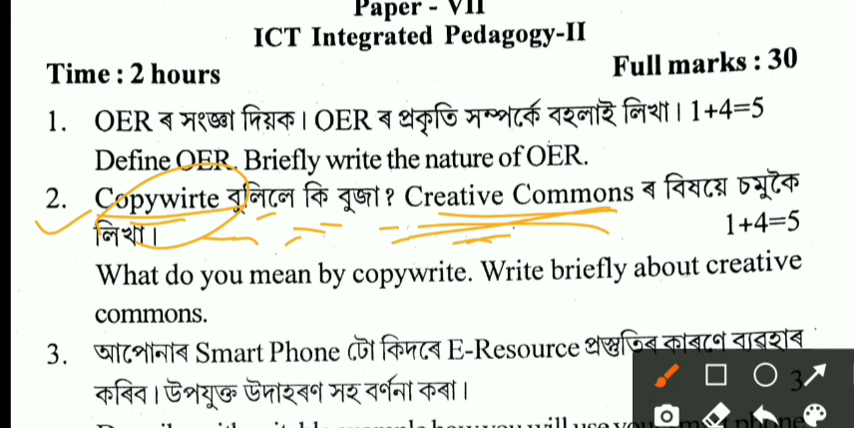 Paper - VII
ICT Integrated Pedagogy-II
Time : 2 hours Full marks : 30
1. OER ৰ সংজ্ঞা দিয়ক। OER ৰ প্ৰকৃতি সম্পৰ্কে বহলাই লিখা। 1+4=5
Define OER. Briefly write the nature of OER.
2. Copywirte বুলিলে কি বুজা? Creative Commons ৰ বিষয়ে চমুকৈ
লিখা। 1+4=5
What do you mean by copywrite. Write briefly about creative
commons.
3. আপোনাৰ Smart Phone টো কিদৰে E-Resource প্ৰস্তুতিৰ কাৰণে ব্যৱহাৰ
কৰিব। উপযুক্ত উদাহৰণ সহ বৰ্ণনা কৰা।